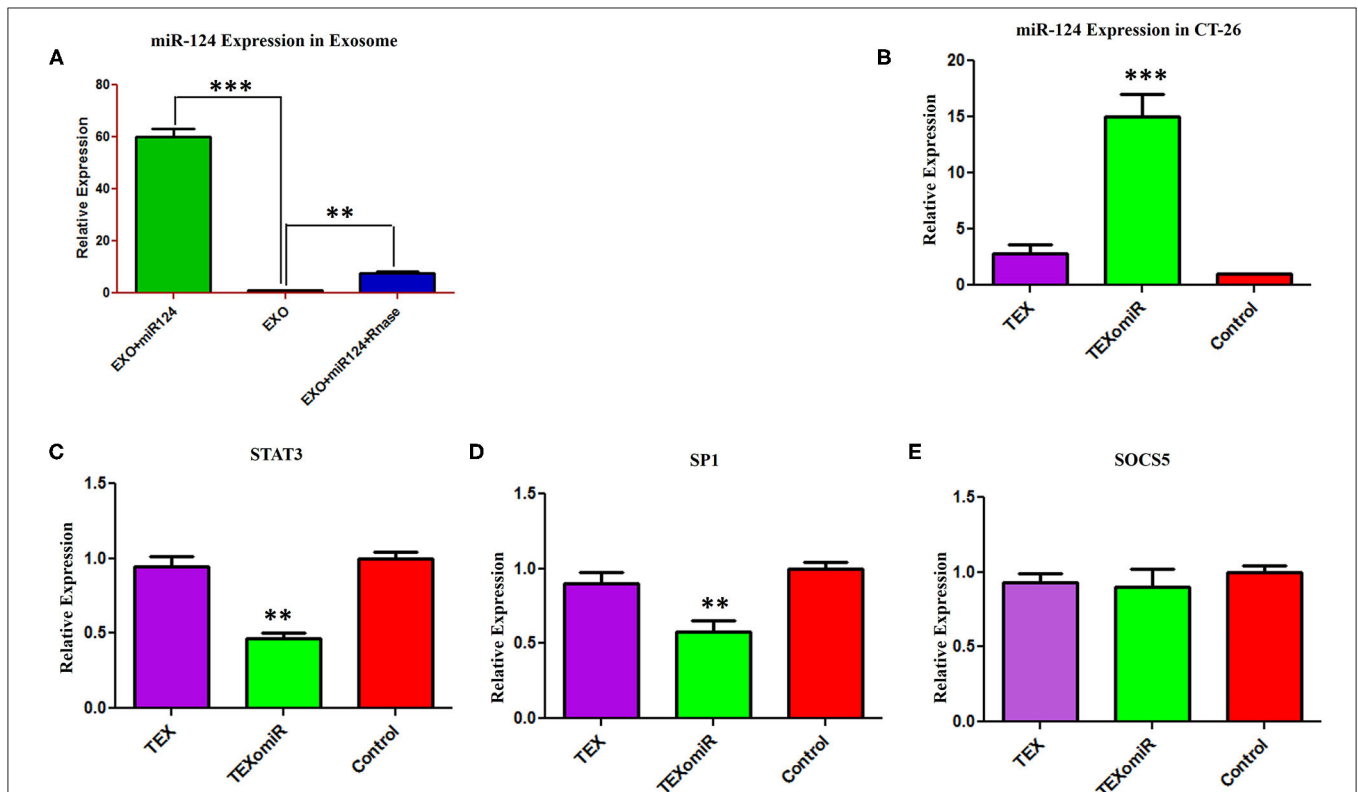 A
miR-124 Expression in Exosome
Relative Expression
80
60
40
20
0
***
**
EXO+miR124
EXO
EXO+miR124+Rnase
B
miR-124 Expression in CT-26
Relative Expression
20
15
10
5
0
***
TEX
TEXomiR
Control
C
STAT3
Relative Expression
1.5
1.0
0.5
0.0
**
TEX
TEXomiR
Control
D
SP1
Relative Expression
1.5
1.0
0.5
0.0
**
TEX
TEXomiR
Control
E
SOCS5
Relative Expression
1.5
1.0
0.5
0.0
TEX
TEXomiR
Control